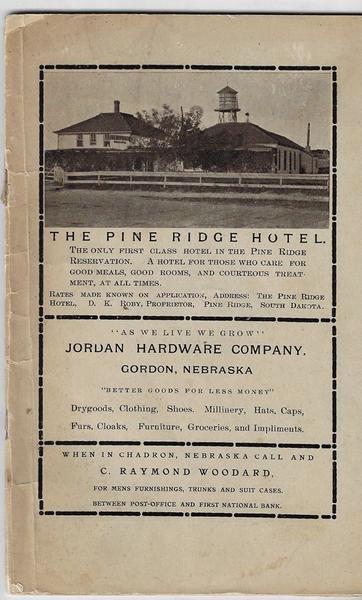 THE PINE RIDGE HOTEL.
THE ONLY FIRST CLASS HOTEL IN THE PINE RIDGE
RESERVATION. A HOTEL FOR THOSE WHO CARE FOR
GOOD MEALS, GOOD ROOMS, AND COURTEOUS TREAT-
MENT, AT ALL TIMES.
RATES MADE KNOWN ON APPLICATION, ADDRESS: THE PINE RIDGE
HOTEL, D. K. ROBY, PROPRIETOR, PINE RIDGE, SOUTH DAKOTA.
"AS WE LIVE WE GROW"
JORDAN HARDWARE COMPANY,
GORDON, NEBRASKA
"BETTER GOODS FOR LESS MONEY"
Drygoods, Clothing, Shoes. Millinery, Hats, Caps,
Furs, Cloaks, Furniture, Groceries, and Impliments.
WHEN IN CHADRON, NEBRASKA CALL AND
C. RAYMOND WOODARD,
FOR MENS FURNISHINGS, TRUNKS AND SUIT CASES.
BETWEEN POST-OFFICE AND FIRST NATIONAL BANK.